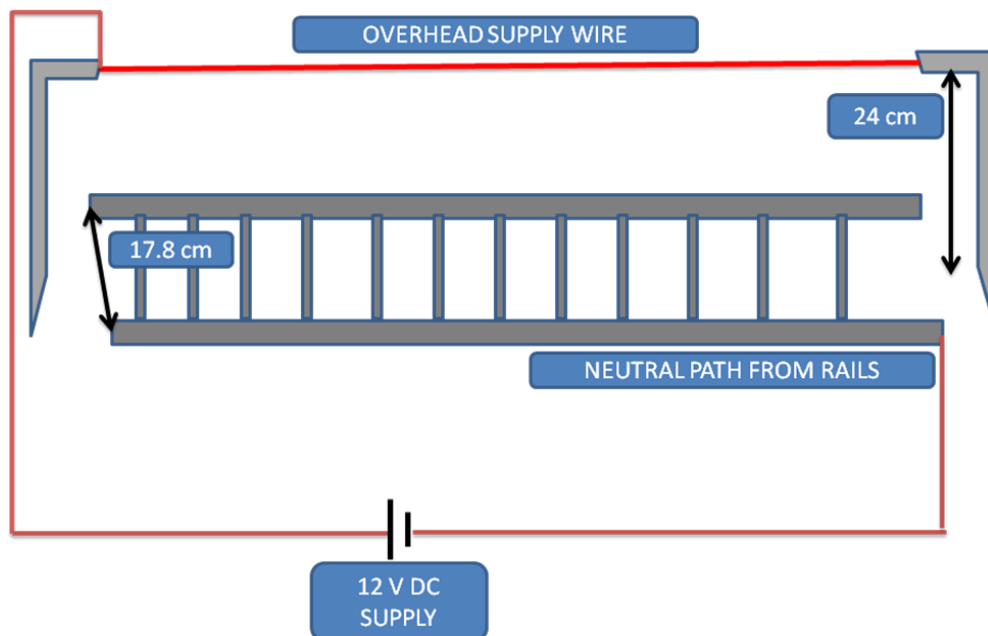 OVERHEAD SUPPLY WIRE
24 cm
17.8 cm
NEUTRAL PATH FROM RAILS
12 V DC
SUPPLY